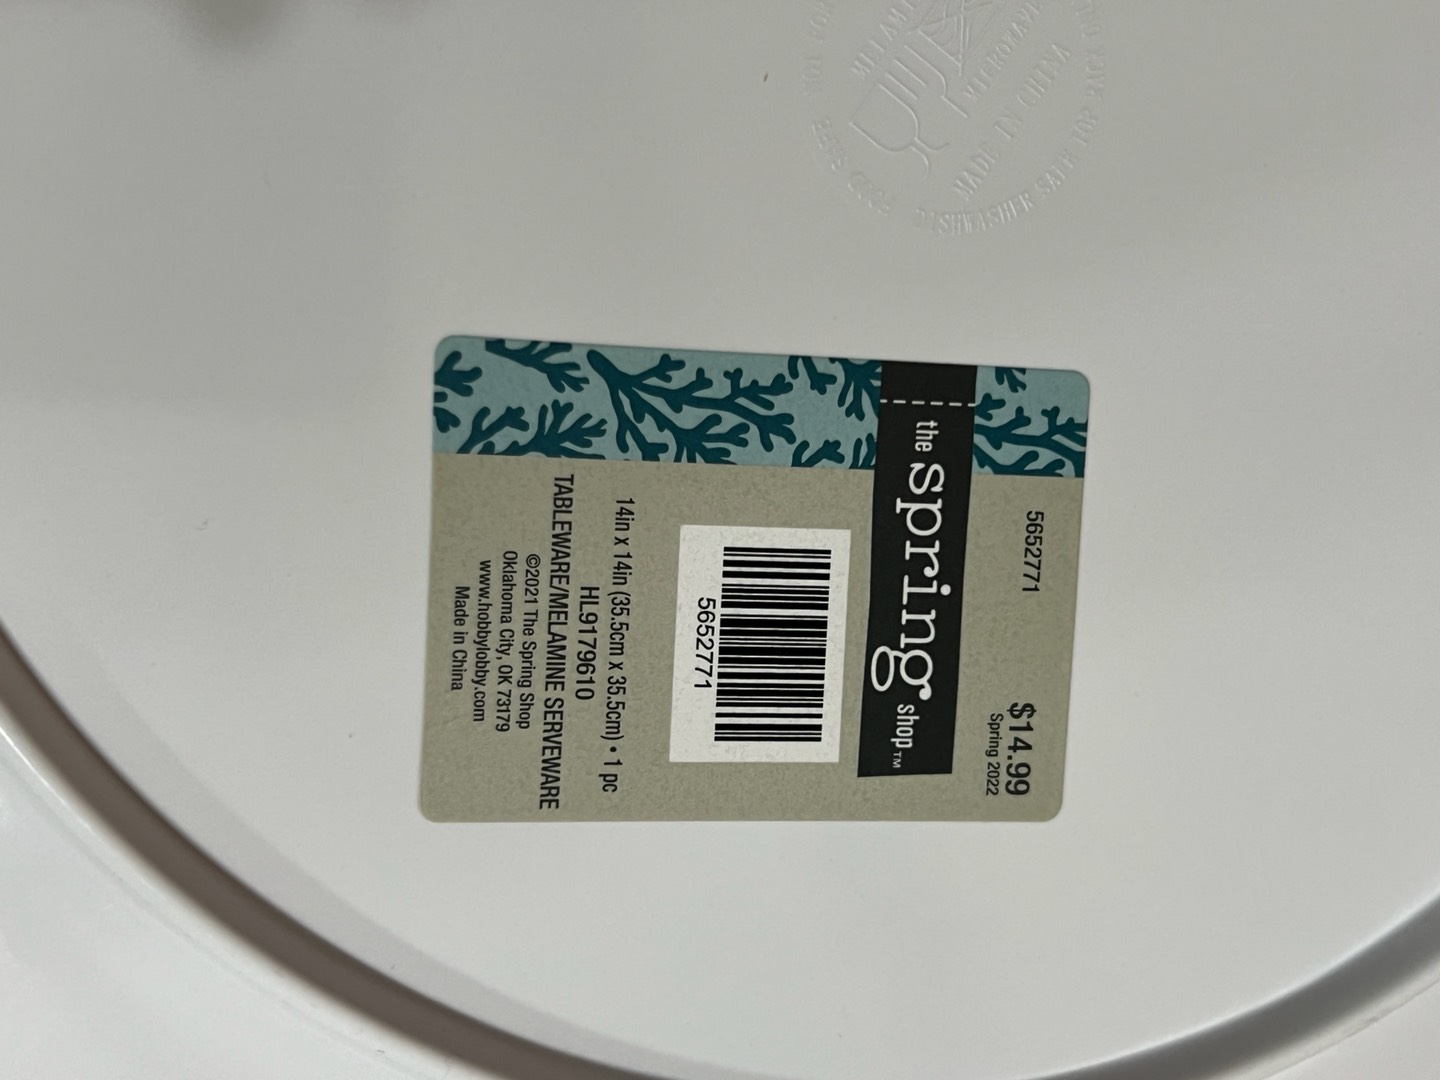 5652771
$14.99
Spring 2022
the spring shop™
5652771
14in x 14in (35.5cm x 35.5cm) • 1 pc
HL9179610
TABLEWARE/MELAMINE SERVEWARE
©2021 The Spring Shop
Oklahoma City, OK 73179
www.hobbylobby.com
Made in China
MADE IN CHINA
DISHWASHER SAFE TOP RACK